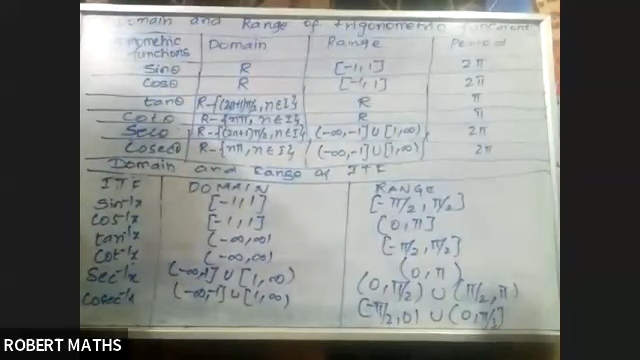 Domain and Range of trigonometric functions
Trigonometric functions Domain Range Period
sinθ R [-1,1] 2π
cosθ R [-1,1] 2π
tanθ R-{(2n+1)π/2, n∈I} R π
cotθ R-{nπ, n∈I} R π
secθ R-{(2n+1)π/2, n∈I} (-∞,-1]∪[1,∞) 2π
cosecθ R-{nπ, n∈I} (-∞,-1]∪[1,∞) 2π
Domain and Range of ITF
ITF DOMAIN RANGE
sin⁻¹x [-1,1] [-π/2, π/2]
cos⁻¹x [-1,1] (0,π]
tan⁻¹x (-∞,∞) [-π/2, π/2]
cot⁻¹x (-∞,∞) (0,π)
sec⁻¹x (-∞,-1]∪[1,∞) (0,π/2) ∪ (π/2,π)
cosec⁻¹x (-∞,-1]∪[1,∞) [-π/2,0) ∪ (0,π/2]
ROBERT MATHS